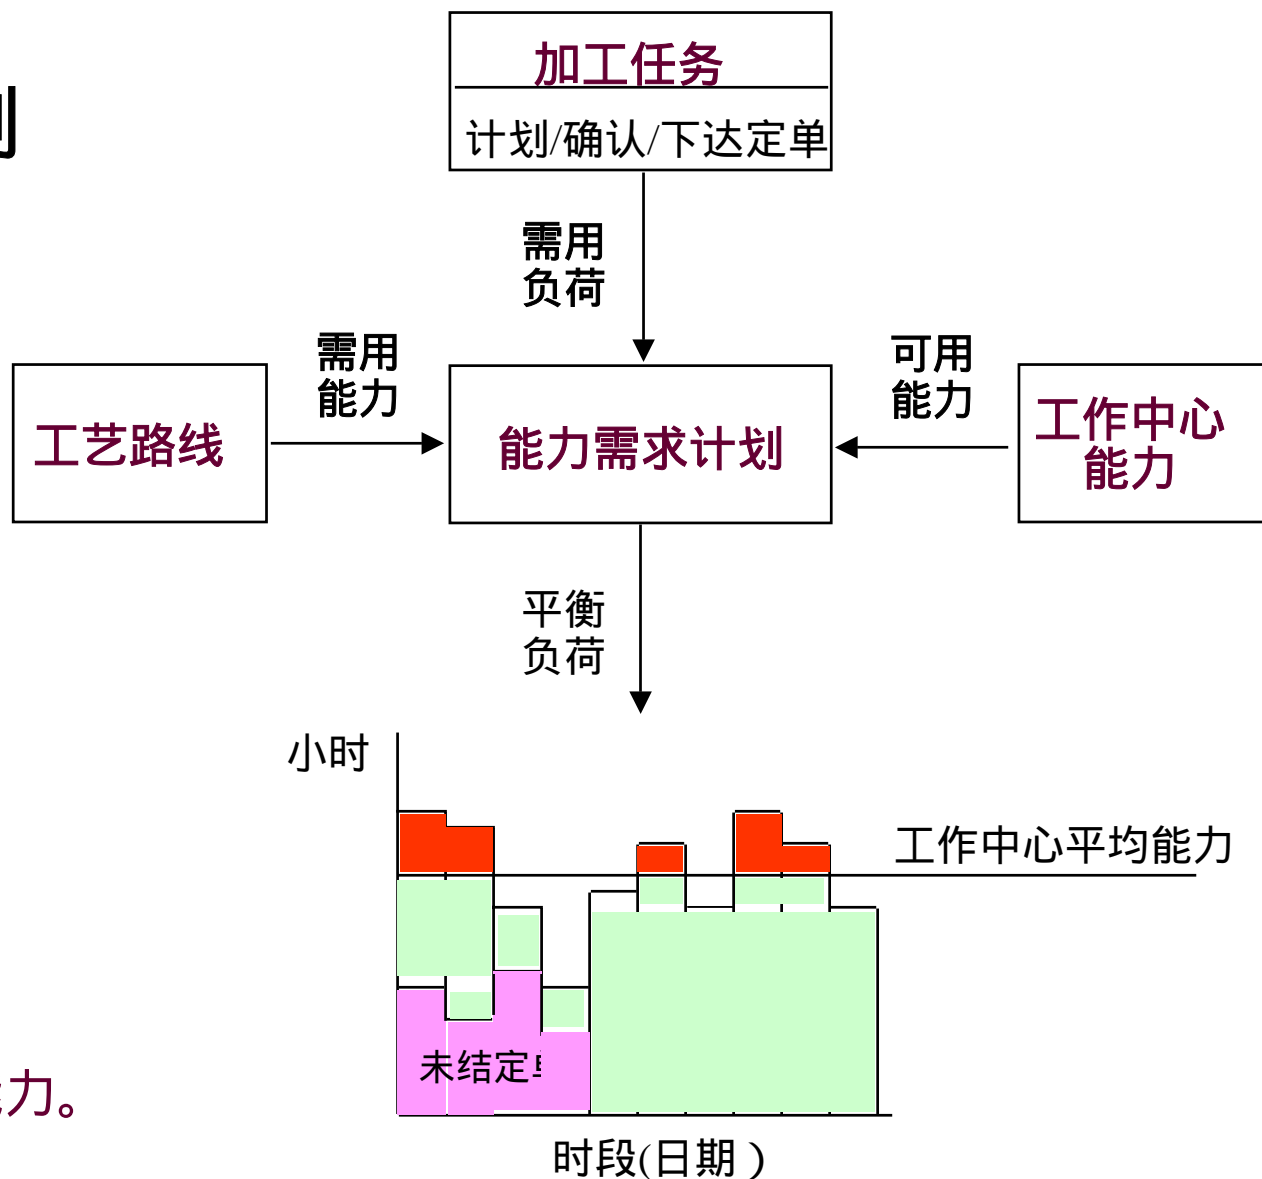 加工任务
划
计划/确认/下达定单
需用
负荷
需用
能力
可用
能力
工艺路线
能力需求计划
工作中心
能力
平衡
负荷
小时
工作中心平均能力
未结定
能力。
时段(日期)